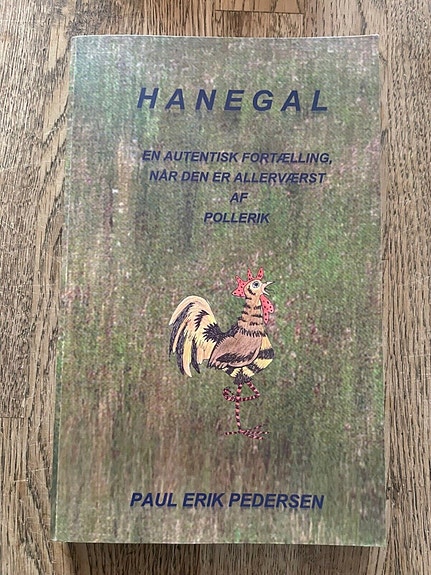 HANEGAL
EN AUTENTISK FORTÆLLING,
NÅR DEN ER ALLERVÆRST
AF
POLLERIK
PAUL ERIK PEDERSEN